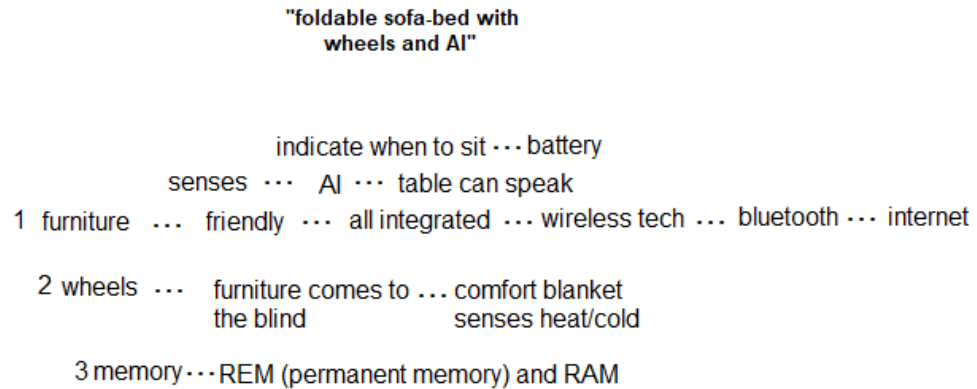 "foldable sofa-bed with
wheels and AI"
indicate when to sit ... battery
senses ... AI ... table can speak
1 furniture ... friendly ... all integrated ... wireless tech ... bluetooth ... internet
2 wheels ... furniture comes to ... comfort blanket
the blind senses heat/cold
3 memory ... REM (permanent memory) and RAM